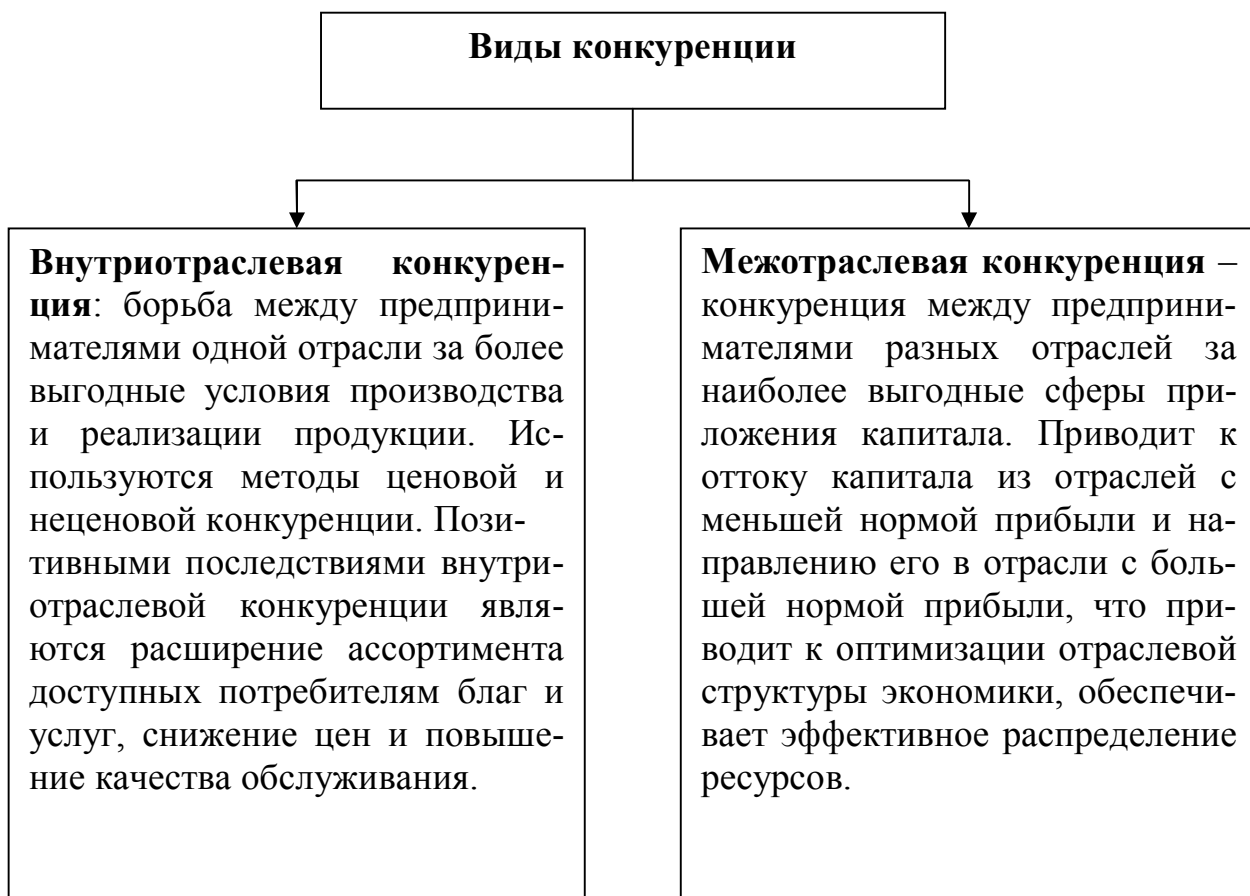 Виды конкуренции
Внутриотраслевая конкурен-
ция: борьба между предприни-
мателями одной отрасли за более
выгодные условия производства
и реализации продукции. Ис-
пользуются методы ценовой и
неценовой конкуренции. Пози-
тивными последствиями внутри-
отраслевой конкуренции явля-
ются расширение ассортимента
доступных потребителям благ и
услуг, снижение цен и повыше-
ние качества обслуживания.
Межотраслевая конкуренция –
конкуренция между предприни-
мателями разных отраслей за
наиболее выгодные сферы при-
ложения капитала. Приводит к
оттоку капитала из отраслей с
меньшей нормой прибыли и на-
правлению его в отрасли с боль-
шей нормой прибыли, что при-
водит к оптимизации отраслевой
структуры экономики, обеспечи-
вает эффективное распределение
ресурсов.